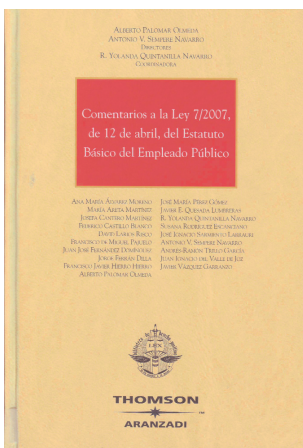 ALBERTO PALOMAR OLMEDA
ANTONIO V. SEMPERE NAVARRO
DIRECTORES
R. YOLANDA QUINTANILLA NAVARRO
COORDINADORA
Comentarios a la Ley 7/2007,
de 12 de abril, del Estatuto
Básico del Empleado Público
ANA MARÍA ÁLVAREZ MORENO
MARÍA ARETA MARTÍNEZ
JOSEFA CANTERO MARTÍNEZ
FEDERICO CASTILLO BLANCO
DAVID LARIOS RISCO
FRANCISCO DE MIGUEL PAJUELO
JUAN JOSÉ FERNÁNDEZ DOMÍNGUEZ
JORGE
FRANCISCO JAVIER HIERRO HIERRO
ALBERTO PALOMAR OLMEDA
JOSÉ MARÍA PÉREZ GÓMEZ
JAVIER E. QUESADA LUMBRERAS
R. YOLANDA QUINTANILLA NAVARRO
SUSANA RODRÍGUEZ ESCANCIANO
JOSÉ IGNACIO SARMIENTO LARRAURI
ANTONIO V. SEMPERE NAVARRO
ANDRÉS RAMÓN TRILLO GARCÍA
JUAN IGNACIO DEL VALLE DE JOZ
JAVIER VÁZQUEZ GARRANZO
LEX
THOMSON
ARANZADI